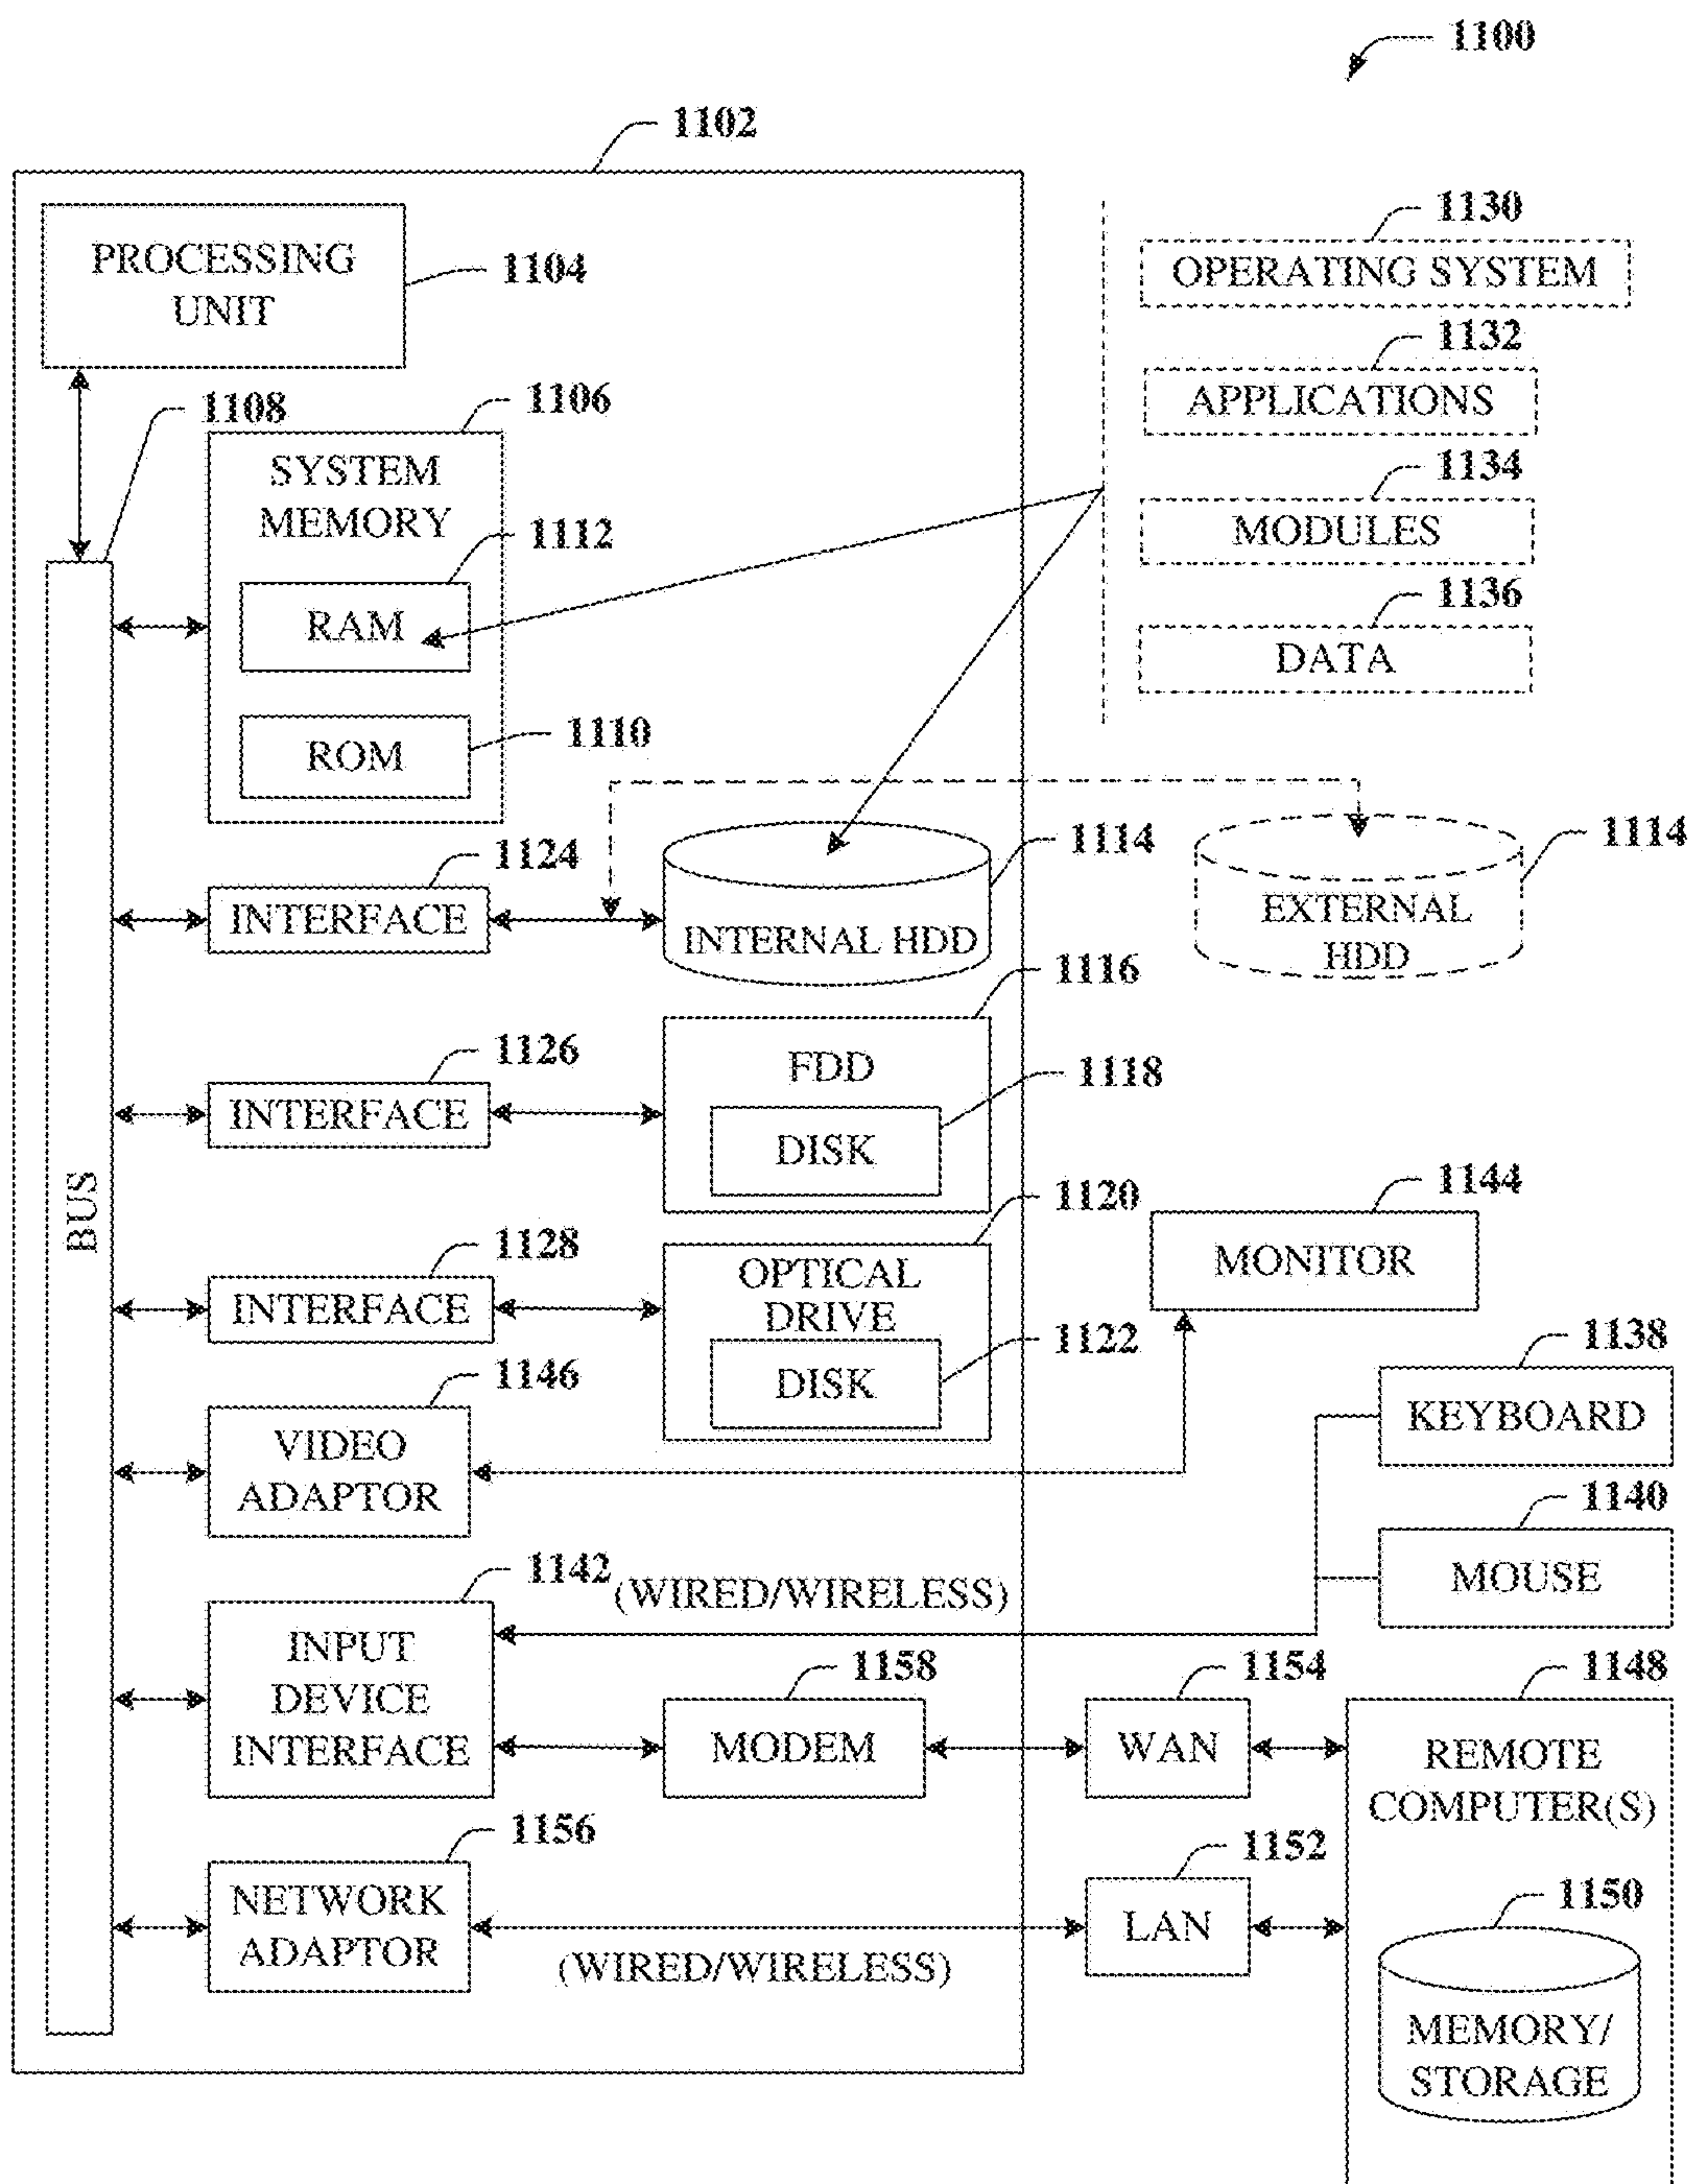 1100
1102
PROCESSING
UNIT
1104
1130
OPERATING SYSTEM
1132
APPLICATIONS
1134
MODULES
1136
DATA
1108
1106
SYSTEM
MEMORY
1112
RAM
1110
ROM
1124
INTERFACE
1114
INTERNAL HDD
1114
EXTERNAL
HDD
1126
INTERFACE
1116
FDD
1118
DISK
BUS
1128
INTERFACE
1120
OPTICAL
DRIVE
1122
DISK
1144
MONITOR
1146
VIDEO
ADAPTOR
1138
KEYBOARD
1140
MOUSE
1142
(WIRED/WIRELESS)
INPUT
DEVICE
INTERFACE
1158
MODEM
1154
WAN
1148
REMOTE
COMPUTER(S)
1156
NETWORK
ADAPTOR
(WIRED/WIRELESS)
1152
LAN
1150
MEMORY/
STORAGE